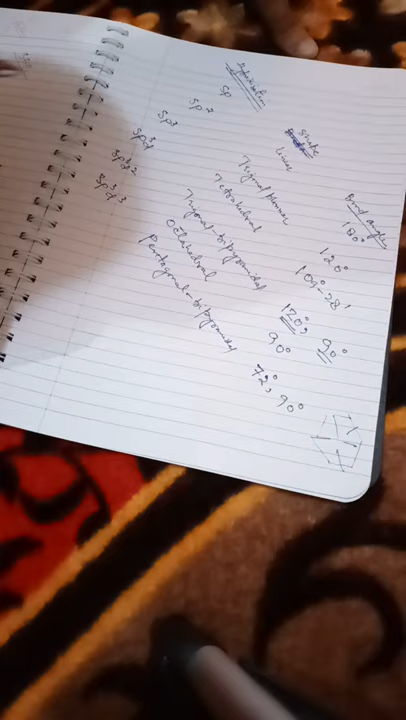 Hybridisation Shape Bond angle
sp linear 180°
sp² Trigonal planar 120°
sp³ Tetrahedral 109°-28'
sp³d Trigonal-bipyramidal 120°, 90°
sp³d² octahedral 90°
sp³d³ Pentagonal-bipyramidal 72°, 90°